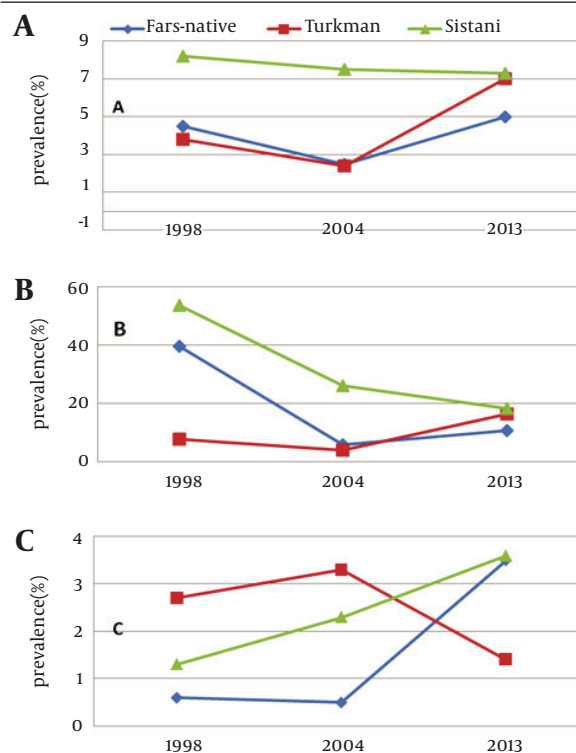 A
Fars-native Turkman Sistani
9
7
5
3
1
-1
prevalence(%)
A
1998 2004 2013
B
60
40
20
0
prevalence(%)
B
1998 2004 2013
C
4
3
2
1
0
prevalence(%)
C
1998 2004 2013